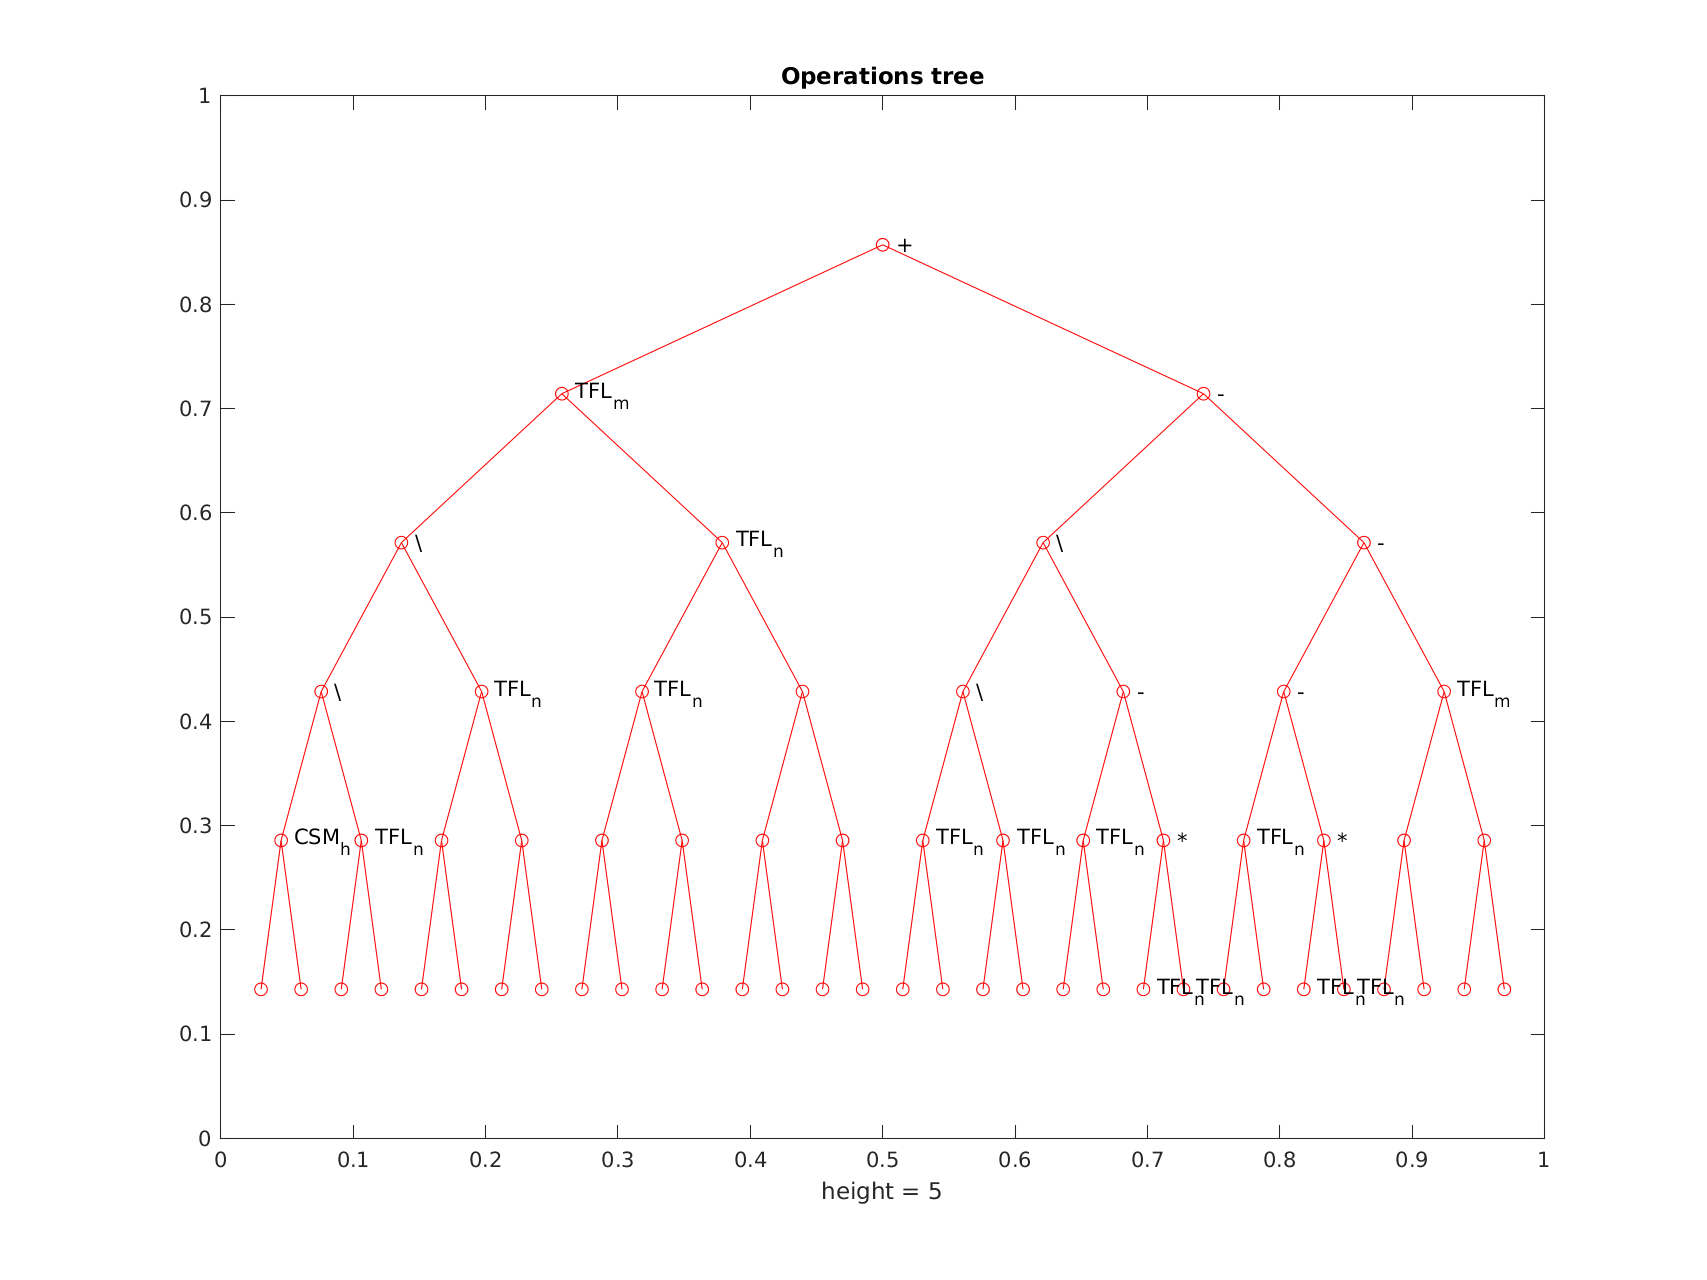 Operations tree
1
0.9
+
0.8
TFLm -
0.7
0.6
\ TFLn \ -
0.5
\ TFLn TFLn \ - - TFLm
0.4
0.3
CSMh TFLn TFLn TFLn TFLn * TFLn *
0.2
TFLn TFLn TFLn TFLn
0.1
0
0 0.1 0.2 0.3 0.4 0.5 0.6 0.7 0.8 0.9 1
height = 5